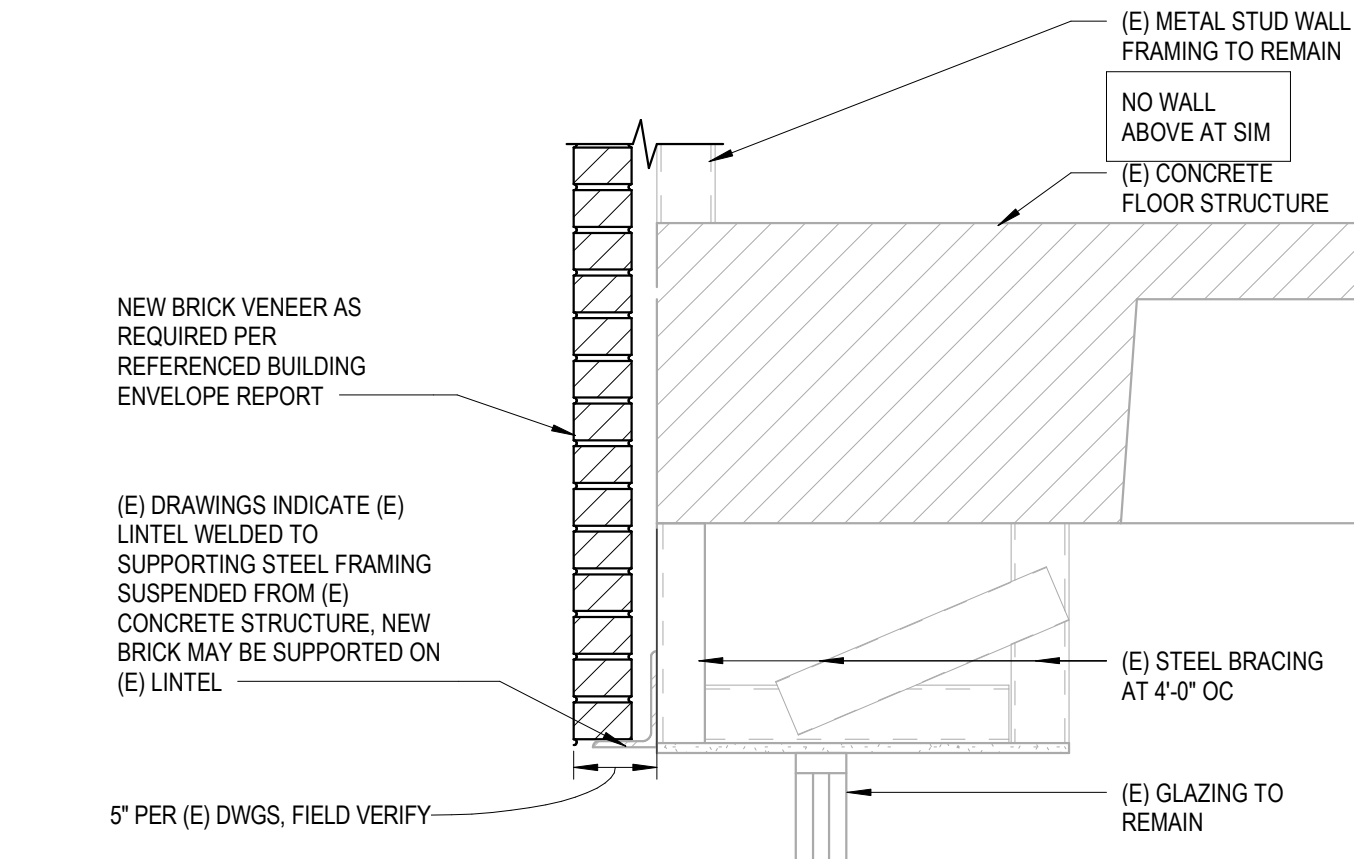 (E) METAL STUD WALL
FRAMING TO REMAIN
NO WALL
ABOVE AT SIM
(E) CONCRETE
FLOOR STRUCTURE
NEW BRICK VENEER AS
REQUIRED PER
REFERENCED BUILDING
ENVELOPE REPORT
(E) DRAWINGS INDICATE (E)
LINTEL WELDED TO
SUPPORTING STEEL FRAMING
SUSPENDED FROM (E)
CONCRETE STRUCTURE, NEW
BRICK MAY BE SUPPORTED ON
(E) LINTEL
(E) STEEL BRACING
AT 4'-0" OC
5" PER (E) DWGS, FIELD VERIFY
(E) GLAZING TO
REMAIN